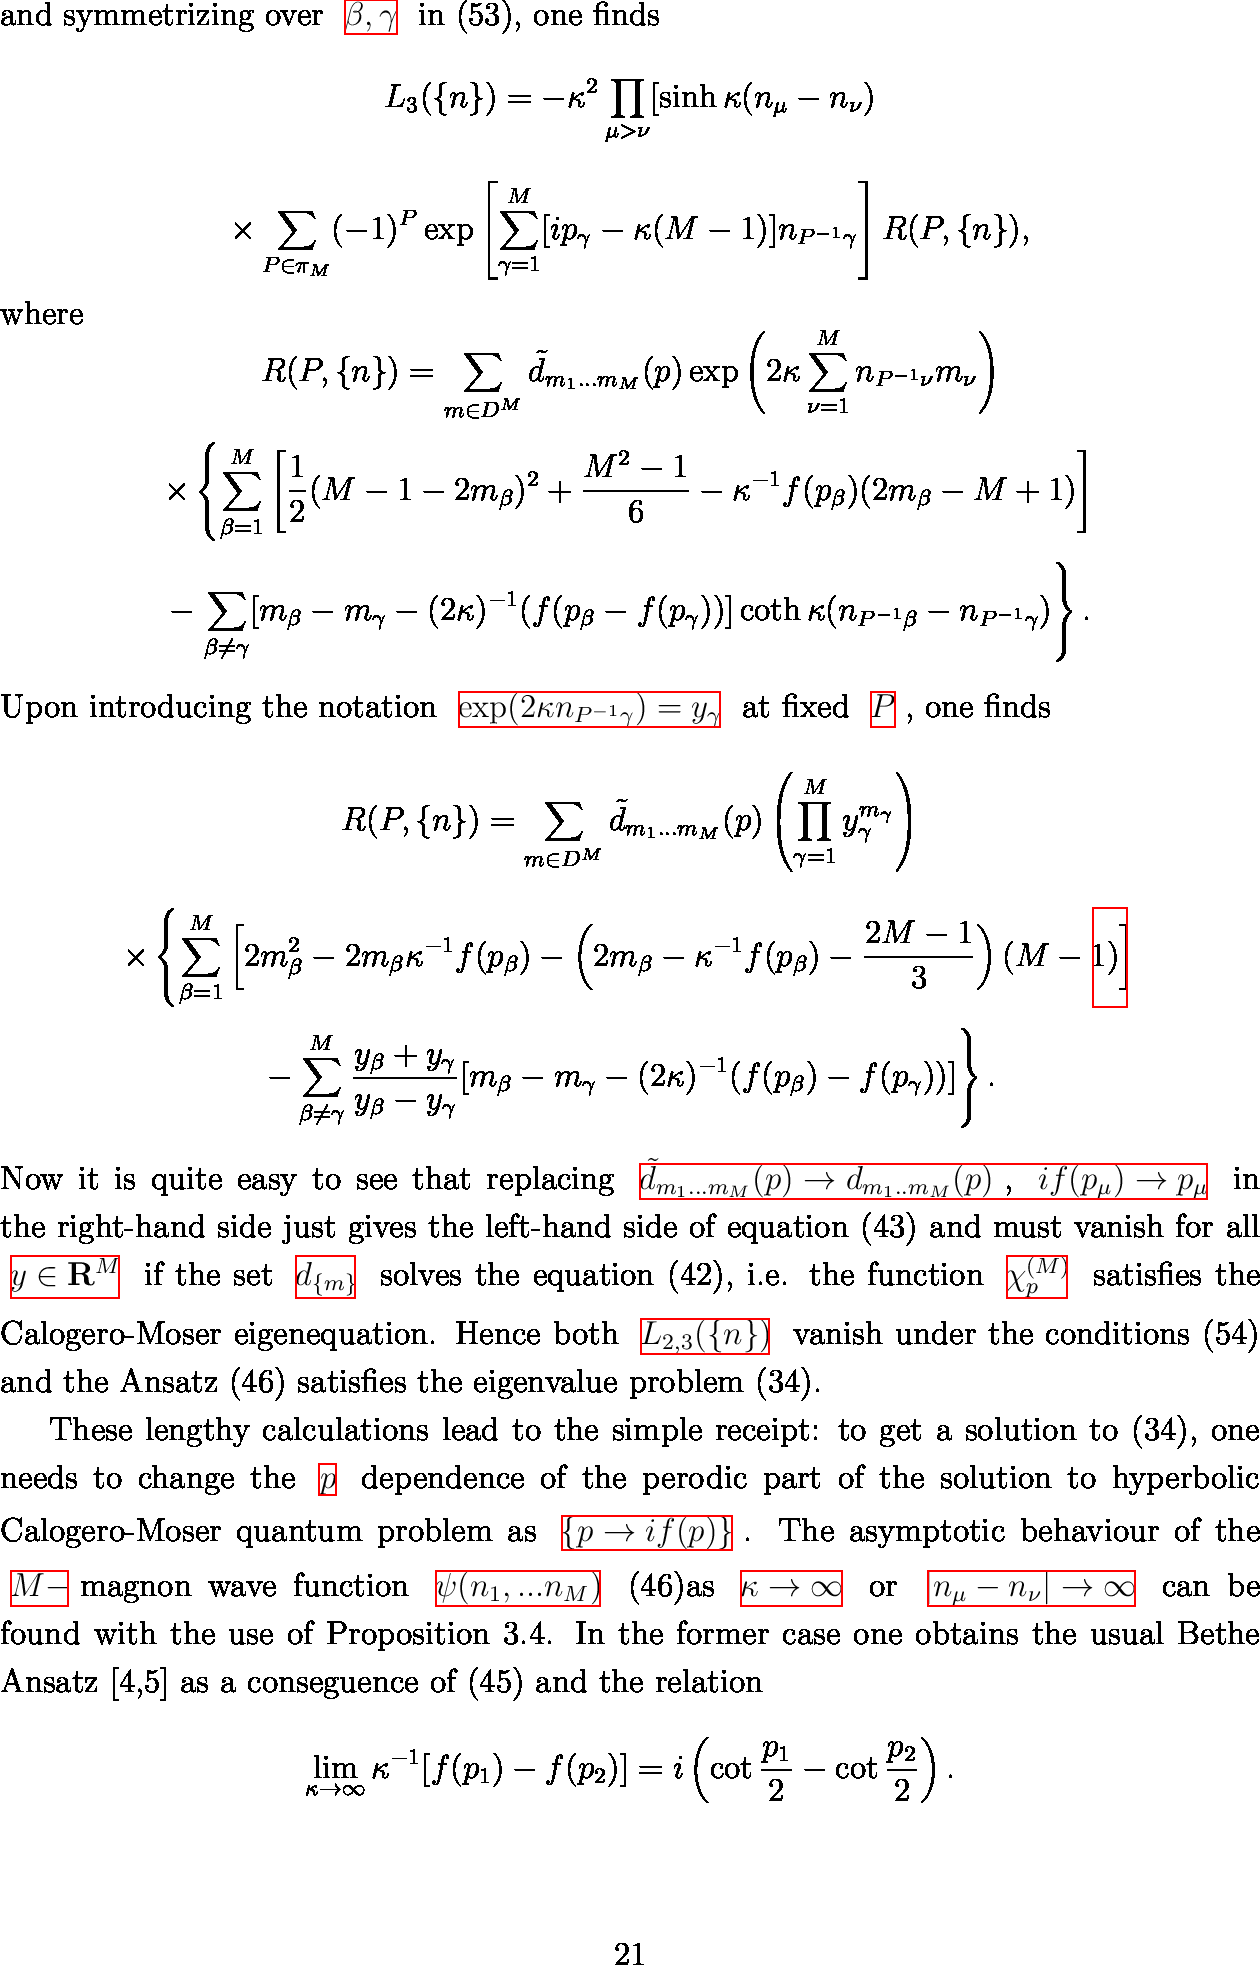 and symmetrizing over β, γ in (53), one finds
$$L_3(\{n\}) = -\kappa^2 \prod_{\mu>\nu} [\sinh \kappa(n_\mu - n_\nu)$$
$$\times \sum_{P\in\pi_M} (-1)^P \exp\left[\sum_{\gamma=1}^{M} [ip_\gamma - \kappa(M-1)]n_{P^{-1}\gamma}\right] R(P,\{n\}),$$
where
$$R(P,\{n\}) = \sum_{m\in D^M} \tilde{d}_{m_1...m_M}(p) \exp\left(2\kappa \sum_{\nu=1}^{M} n_{P^{-1}\nu} m_\nu\right)$$
$$\times \left\{\sum_{\beta=1}^{M} \left[\frac{1}{2}(M-1-2m_\beta)^2 + \frac{M^2-1}{6} - \kappa^{-1}f(p_\beta)(2m_\beta - M+1)\right]\right.$$
$$\left.- \sum_{\beta\neq\gamma} [m_\beta - m_\gamma - (2\kappa)^{-1}(f(p_\beta - f(p_\gamma))] \coth \kappa(n_{P^{-1}\beta} - n_{P^{-1}\gamma})\right\}.$$
Upon introducing the notation $\exp(2\kappa n_{P^{-1}\gamma}) = y_\gamma$ at fixed $P$ , one finds
$$R(P,\{n\}) = \sum_{m\in D^M} \tilde{d}_{m_1...m_M}(p) \left(\prod_{\gamma=1}^{M} y_\gamma^{m_\gamma}\right)$$
$$\times \left\{\sum_{\beta=1}^{M} \left[2m_\beta^2 - 2m_\beta\kappa^{-1}f(p_\beta) - \left(2m_\beta - \kappa^{-1}f(p_\beta) - \frac{2M-1}{3}\right)(M-1)\right]\right.$$
$$\left.- \sum_{\beta\neq\gamma}^{M} \frac{y_\beta + y_\gamma}{y_\beta - y_\gamma} [m_\beta - m_\gamma - (2\kappa)^{-1}(f(p_\beta) - f(p_\gamma))]\right\}.$$
Now it is quite easy to see that replacing $\tilde{d}_{m_1...m_M}(p) \to d_{m_1..m_M}(p)$ , $if(p_\mu) \to p_\mu$ in
the right-hand side just gives the left-hand side of equation (43) and must vanish for all
$y \in \mathbf{R}^M$ if the set $d_{\{m\}}$ solves the equation (42), i.e. the function $\chi_p^{(M)}$ satisfies the
Calogero-Moser eigenequation. Hence both $L_{2,3}(\{n\})$ vanish under the conditions (54)
and the Ansatz (46) satisfies the eigenvalue problem (34).
These lengthy calculations lead to the simple receipt: to get a solution to (34), one
needs to change the $p$ dependence of the perodic part of the solution to hyperbolic
Calogero-Moser quantum problem as $\{p \to if(p)\}$ . The asymptotic behaviour of the
$M-$ magnon wave function $\psi(n_1, ...n_M)$ (46)as $\kappa \to \infty$ or $n_\mu - n_\nu| \to \infty$ can be
found with the use of Proposition 3.4. In the former case one obtains the usual Bethe
Ansatz [4,5] as a conseguence of (45) and the relation
$$\lim_{\kappa\to\infty} \kappa^{-1}[f(p_1) - f(p_2)] = i\left(\cot\frac{p_1}{2} - \cot\frac{p_2}{2}\right).$$
21